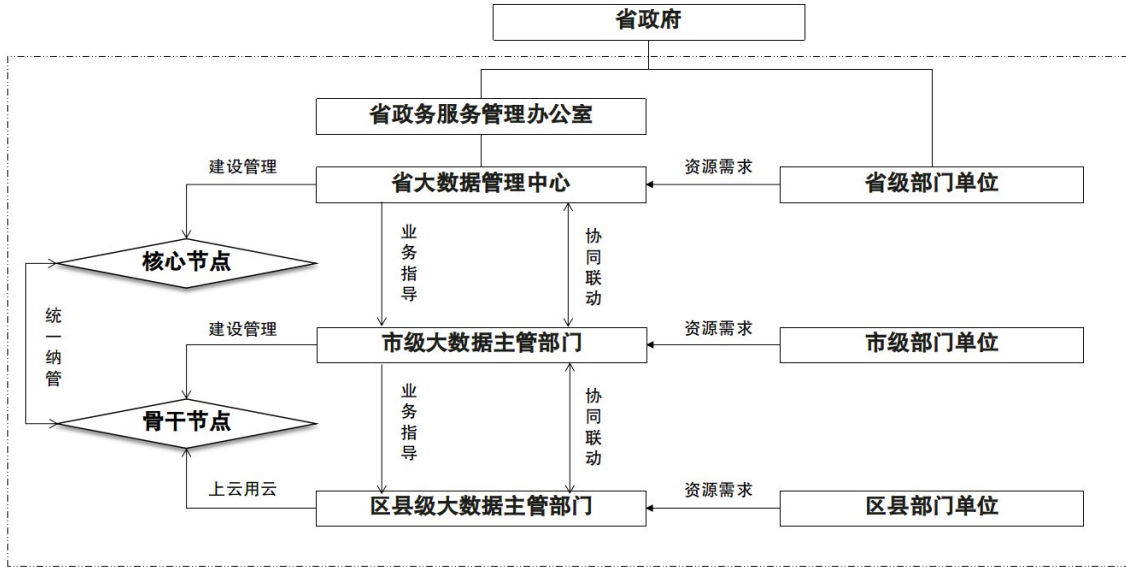 省政府
省政务服务管理办公室
建设管理
省大数据管理中心
资源需求
省级部门单位
业务指导
协同联动
核心节点
统一纳管
建设管理
市级大数据主管部门
资源需求
市级部门单位
业务指导
协同联动
骨干节点
上云用云
区县级大数据主管部门
资源需求
区县部门单位